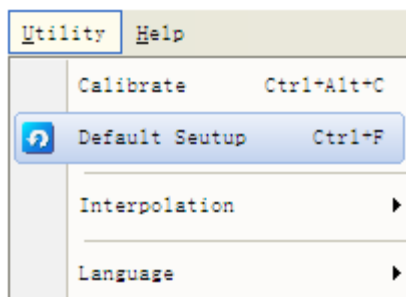 Utility Help
Calibrate Ctrl+Alt+C
Default Seutup Ctrl+F
Interpolation
Language